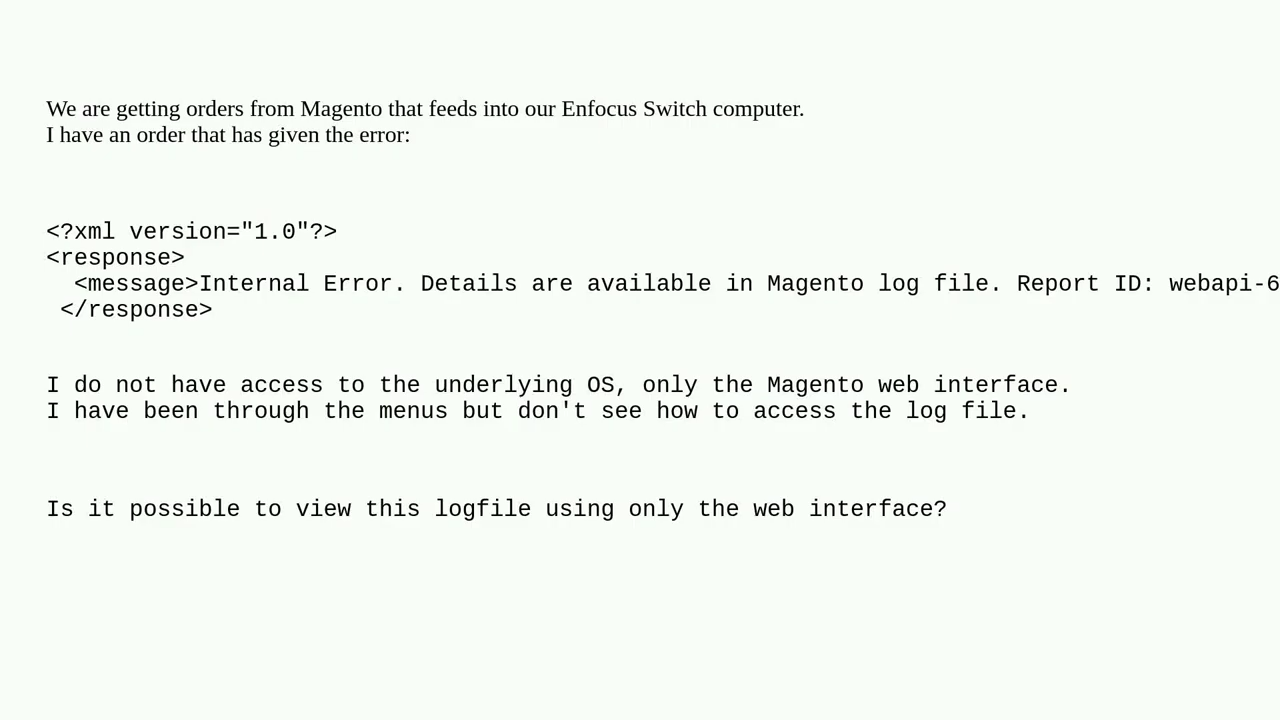 We are getting orders from Magento that feeds into our Enfocus Switch computer.
I have an order that has given the error:
<?xml version="1.0"?>
<response>
<message>Internal Error. Details are available in Magento log file. Report ID: webapi-6
</response>
I do not have access to the underlying OS, only the Magento web interface.
I have been through the menus but don't see how to access the log file.
Is it possible to view this logfile using only the web interface?